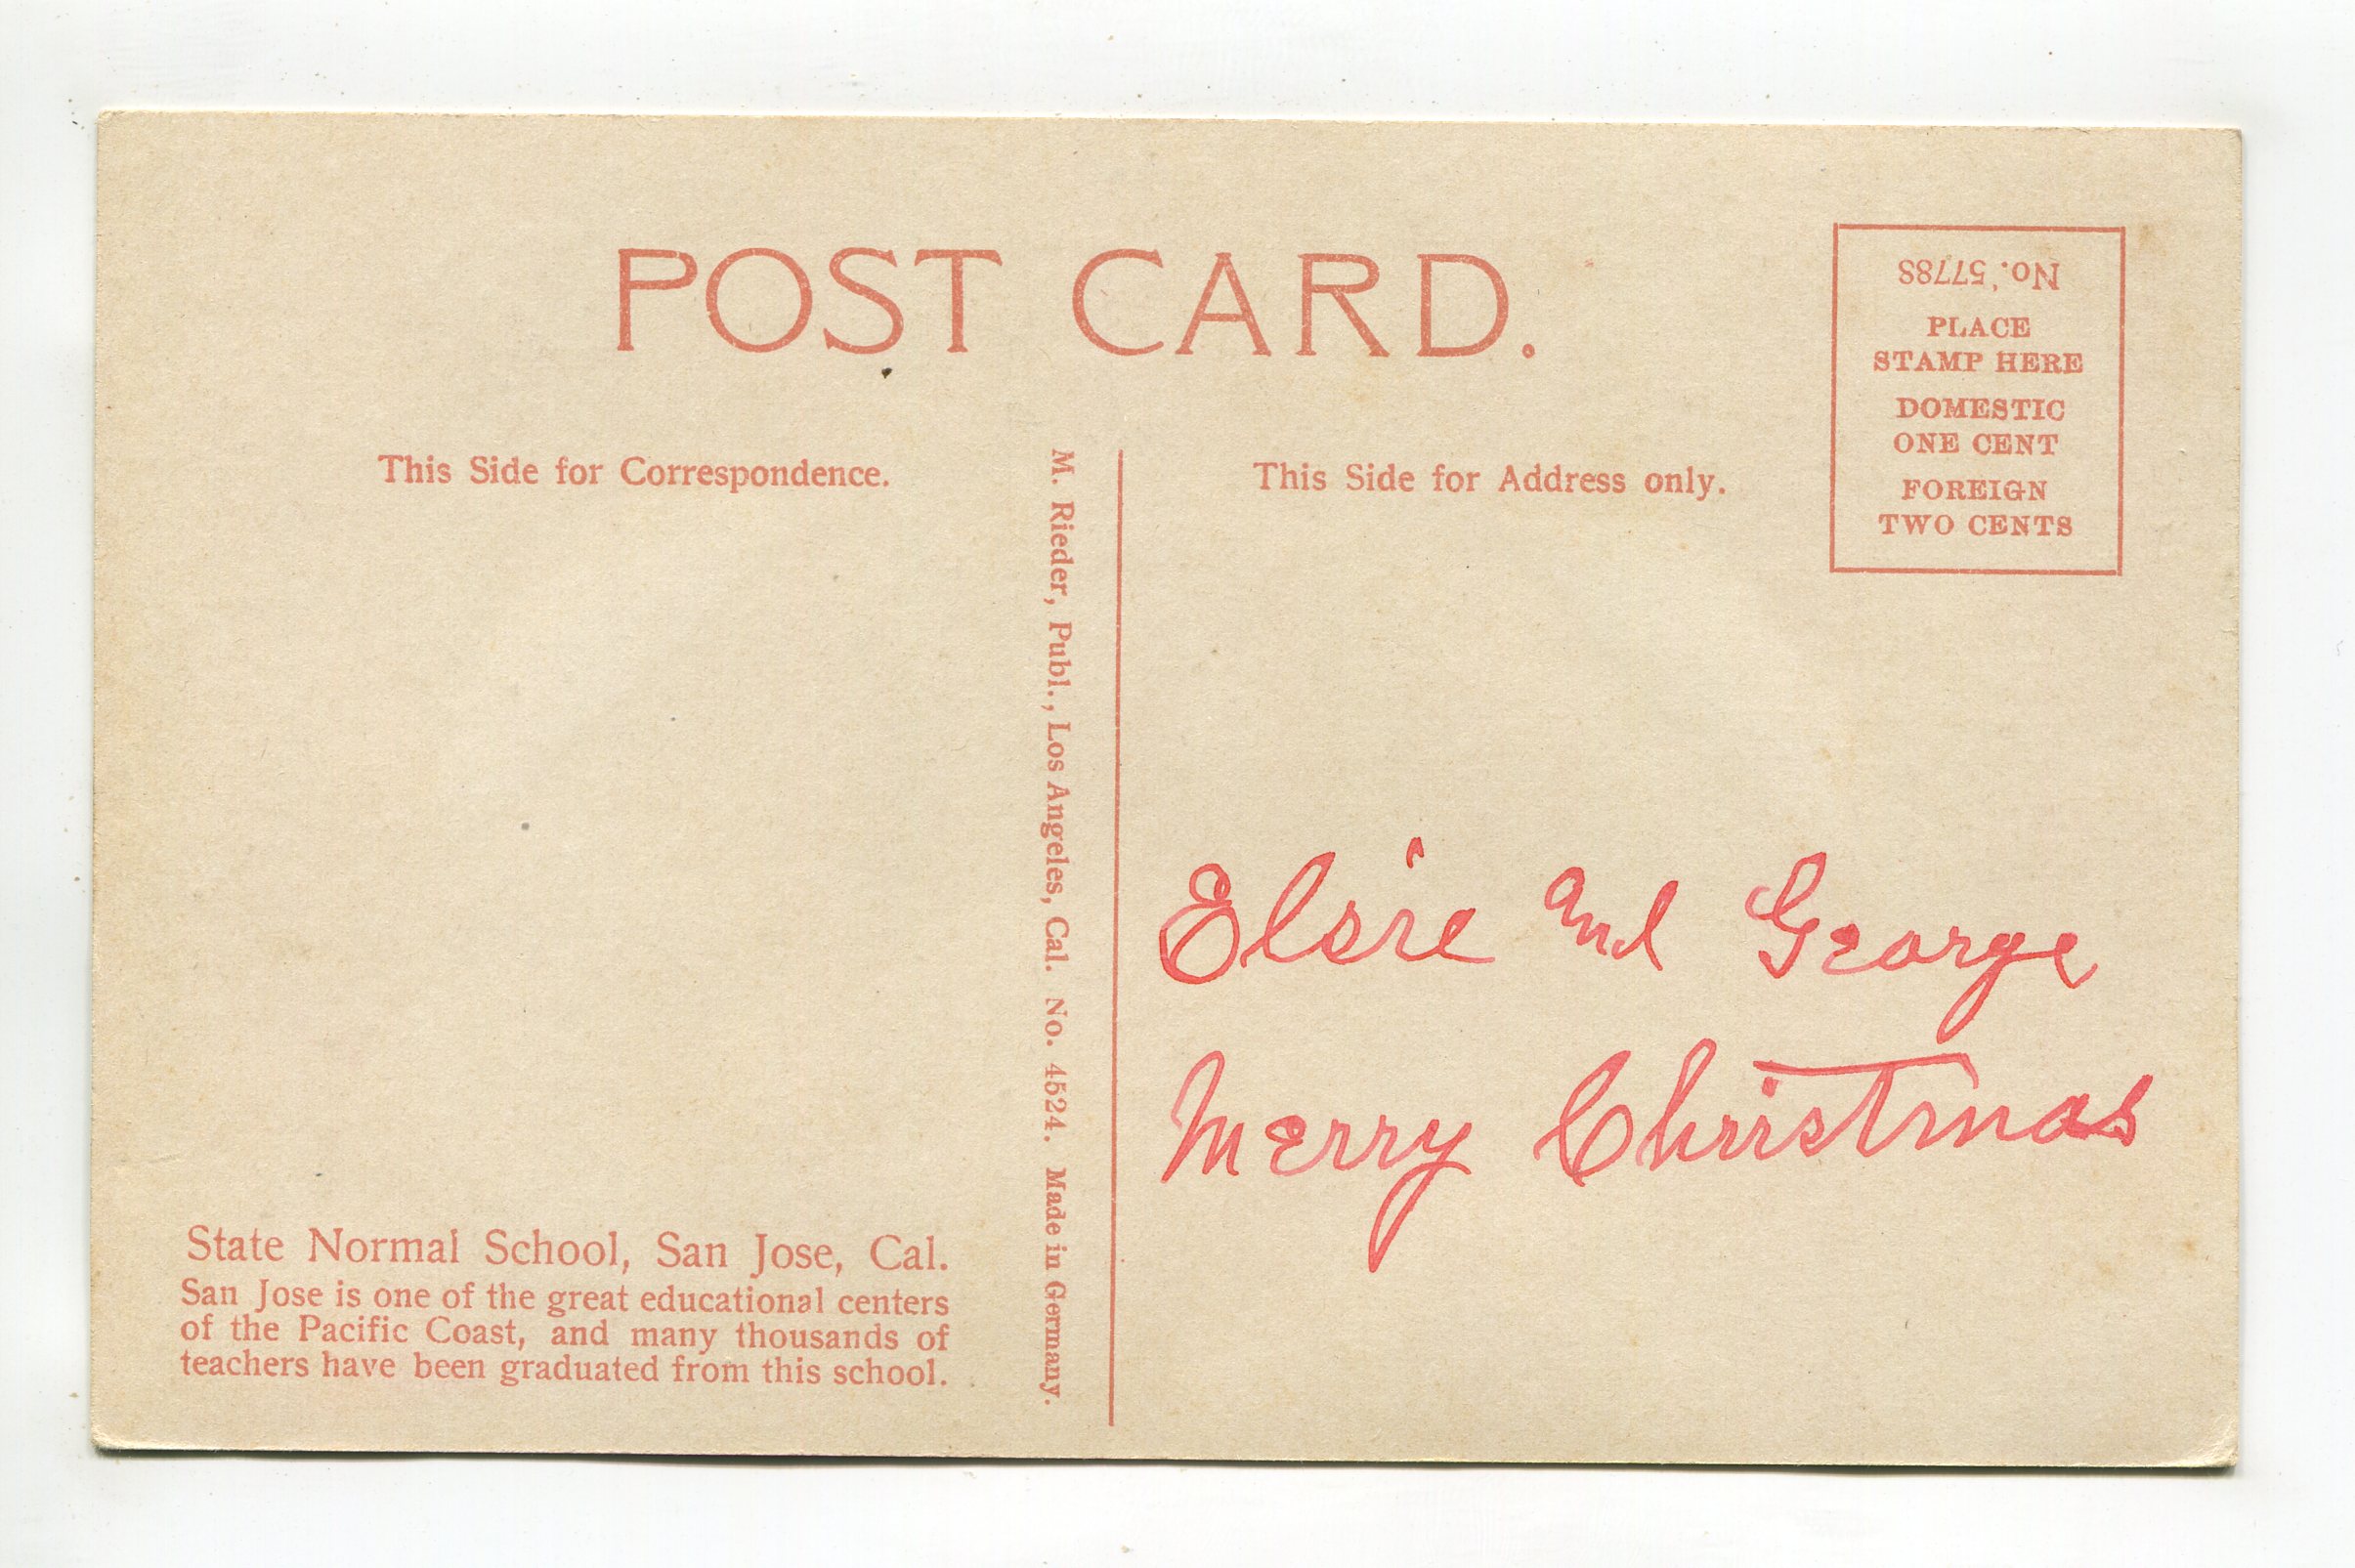 POST CARD.
No. 5778S
PLACE
STAMP HERE
DOMESTIC
ONE CENT
FOREIGN
TWO CENTS
This Side for Correspondence.
M. Rieder, Publ., Los Angeles, Cal. No. 4524. Made in Germany.
This Side for Address only.
Elsie and George
Merry Christmas
State Normal School, San Jose, Cal.
San Jose is one of the great educational centers
of the Pacific Coast, and many thousands of
teachers have been graduated from this school.